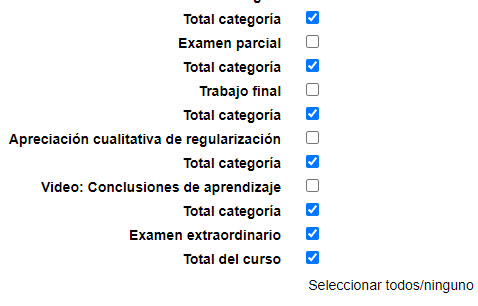 Total categoría
Examen parcial
Total categoría
Trabajo final
Total categoría
Apreciación cualitativa de regularización
Total categoría
Video: Conclusiones de aprendizaje
Total categoría
Examen extraordinario
Total del curso
Seleccionar todos/ninguno